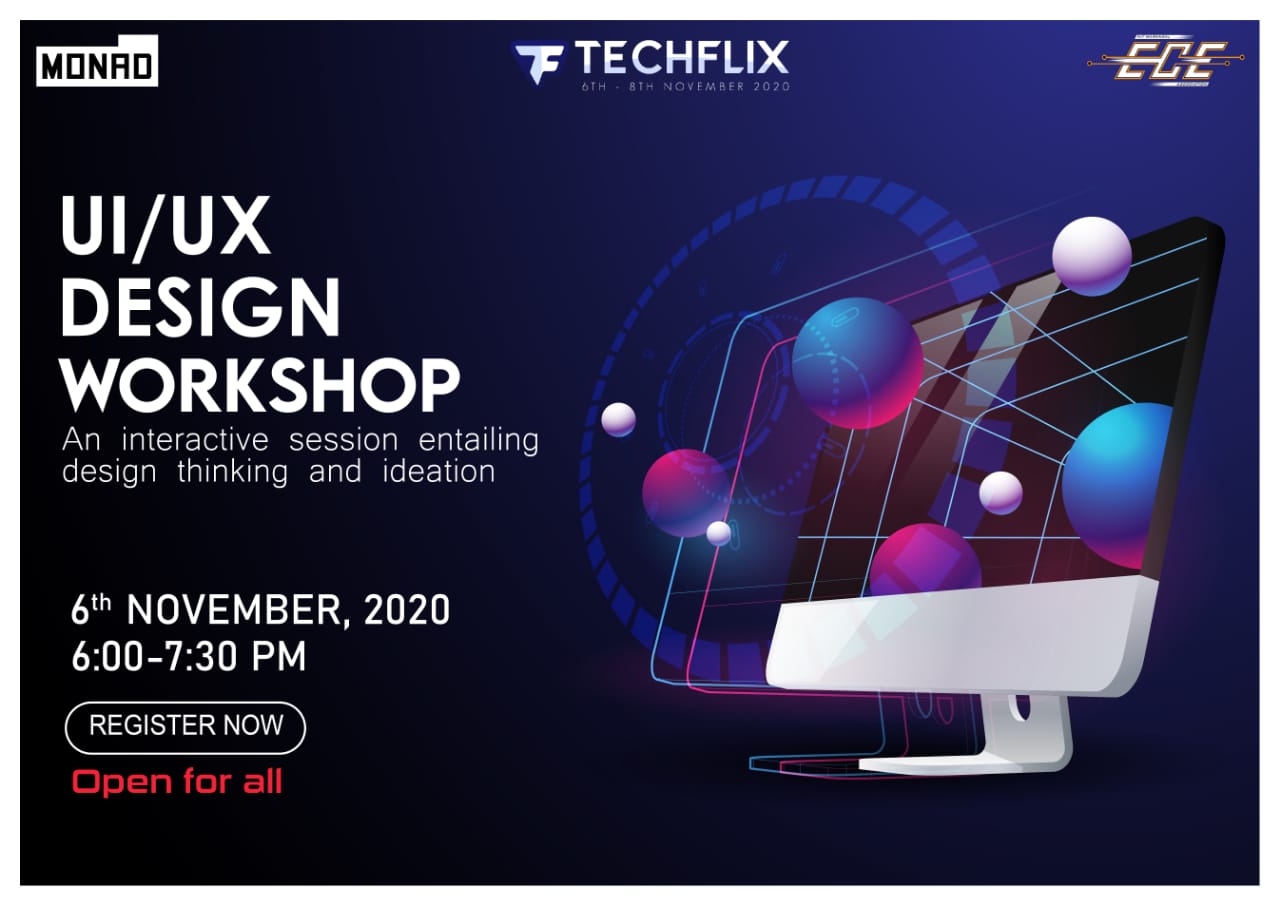 MONAD
TECHFLIX
6TH - 8TH NOVEMBER 2020
ECE
ASSOCIATION
UI/UX
DESIGN
WORKSHOP
An interactive session entailing
design thinking and ideation
6th NOVEMBER, 2020
6:00-7:30 PM
REGISTER NOW
Open for all